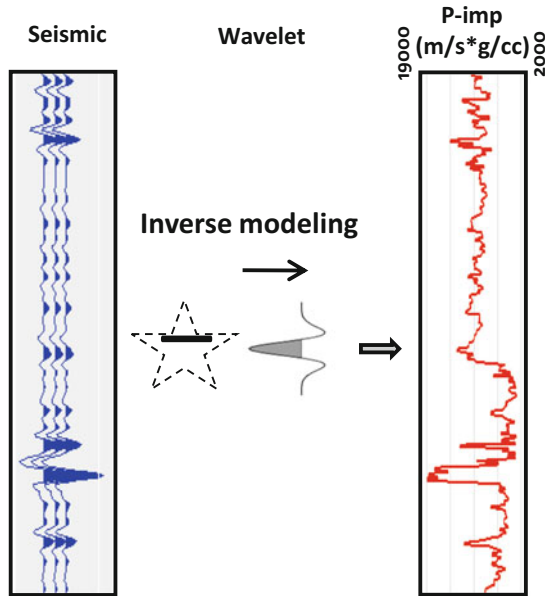 Seismic
Wavelet
P-imp
(m/s*g/cc)
19000
2000
Inverse modeling